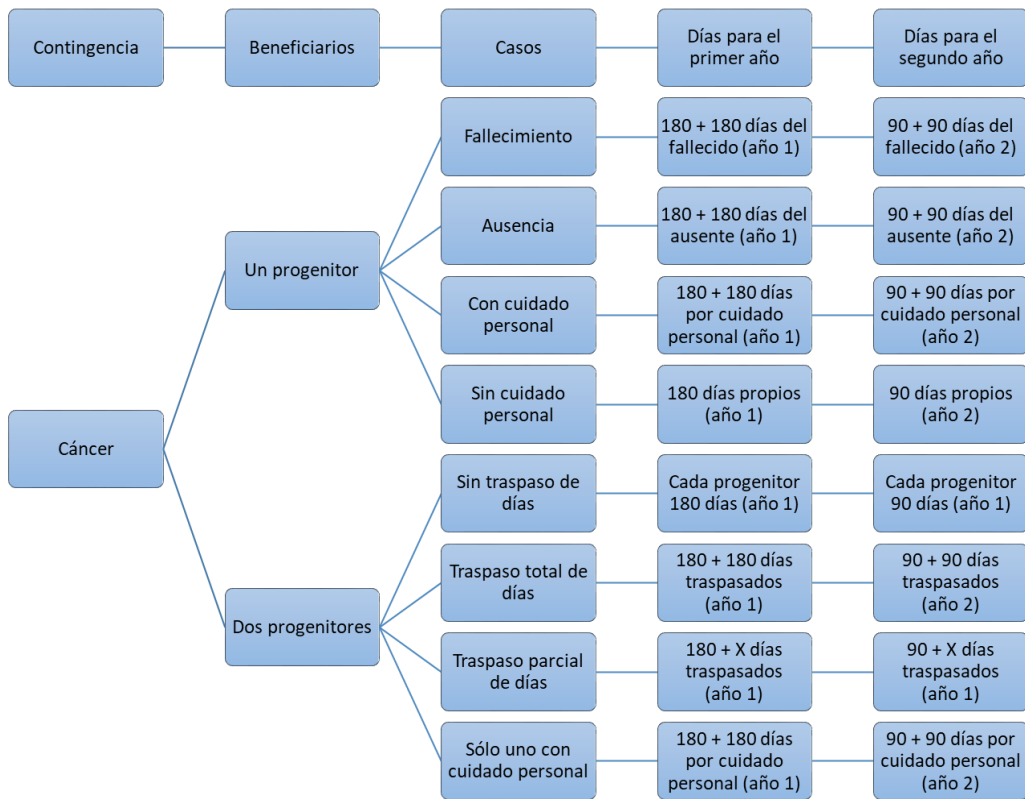 Contingencia
Beneficiarios
Casos
Días para el
primer año
Días para el
segundo año
Fallecimiento
180 + 180 días del
fallecido (año 1)
90 + 90 días del
fallecido (año 2)
Ausencia
180 + 180 días del
ausente (año 1)
90 + 90 días del
ausente (año 2)
Un progenitor
Con cuidado
personal
180 + 180 días
por cuidado
personal (año 1)
90 + 90 días por
cuidado personal
(año 2)
Sin cuidado
personal
180 días propios
(año 1)
90 días propios
(año 2)
Cáncer
Sin traspaso de
días
Cada progenitor
180 días (año 1)
Cada progenitor
90 días (año 1)
Traspaso total de
días
180 + 180 días
traspasados
(año 1)
90 + 90 días
traspasados
(año 2)
Dos progenitores
Traspaso parcial
de días
180 + X días
traspasados
(año 1)
90 + X días
traspasados
(año 1)
Sólo uno con
cuidado personal
180 + 180 días
por cuidado
personal (año 1)
90 + 90 días por
cuidado personal
(año 2)